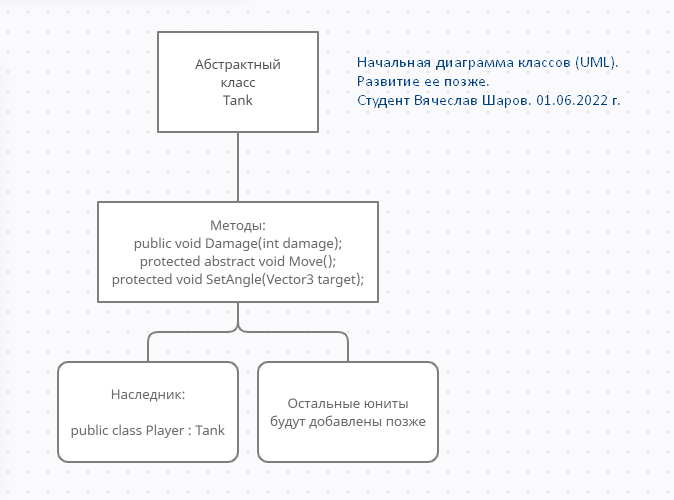 Абстрактный
класс
Tank
Начальная диаграмма классов (UML).
Развитие ее позже.
Студент Вячеслав Шаров. 01.06.2022 г.
Методы:
public void Damage(int damage);
protected abstract void Move();
protected void SetAngle(Vector3 target);
Наследник:
public class Player : Tank
Остальные юниты
будут добавлены позже